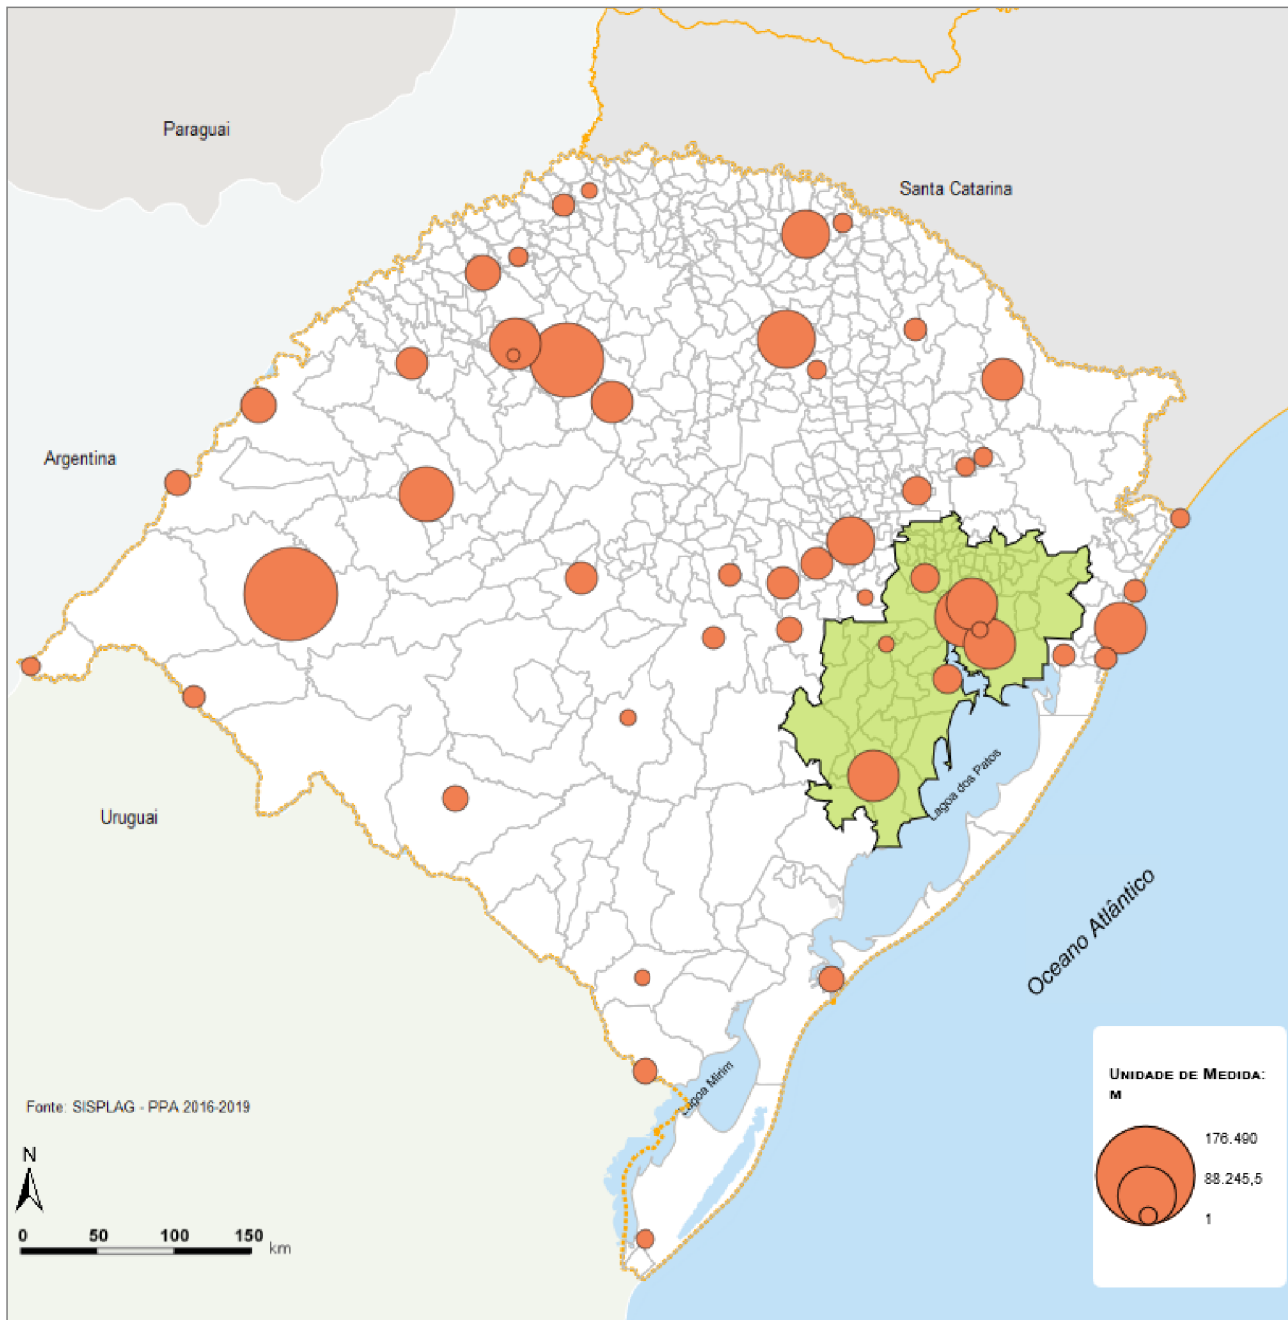 Paraguai
Santa Catarina
Argentina
Uruguai
Lagoa dos Patos
Oceano Atlântico
Lagoa Mirim
Fonte: SISPLAG - PPA 2016-2019
N
0 50 100 150
km
UNIDADE DE MEDIDA:
M
176.490
88.245,5
1